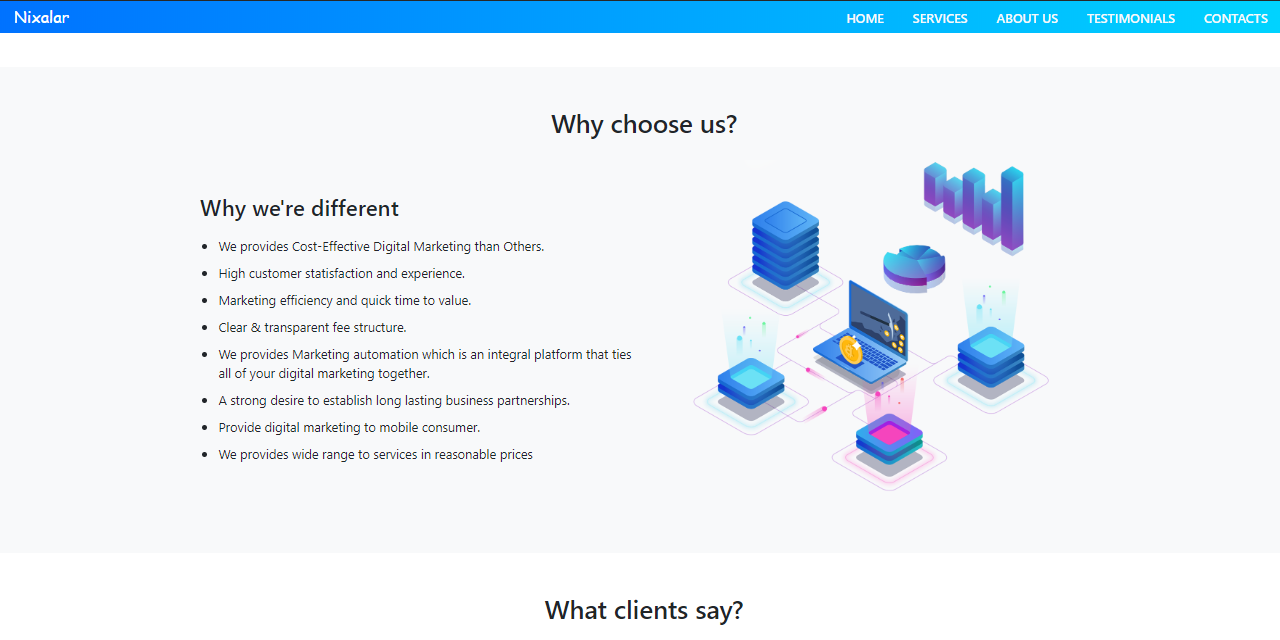 Nixalar
HOME SERVICES ABOUT US TESTIMONIALS CONTACTS
Why choose us?
Why we're different
We provides Cost-Effective Digital Marketing than Others.
High customer statisfaction and experience.
Marketing efficiency and quick time to value.
Clear & transparent fee structure.
We provides Marketing automation which is an integral platform that ties
all of your digital marketing together.
A strong desire to establish long lasting business partnerships.
Provide digital marketing to mobile consumer.
We provides wide range to services in reasonable prices
What clients say?